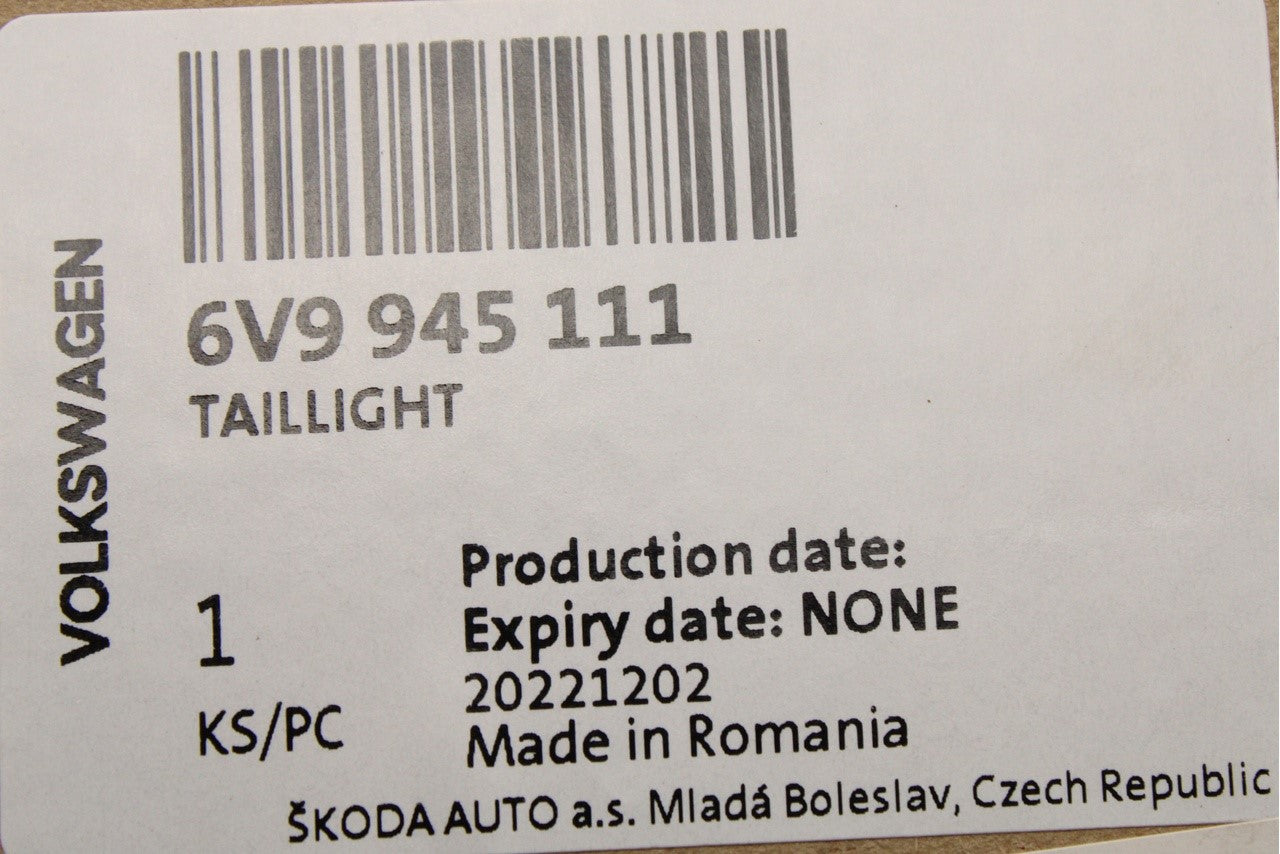 VOLKSWAGEN
6V9 945 111
TAILLIGHT
1
KS/PC
Production date:
Expiry date: NONE
20221202
Made in Romania
ŠKODA AUTO a.s. Mladá Boleslav, Czech Republic